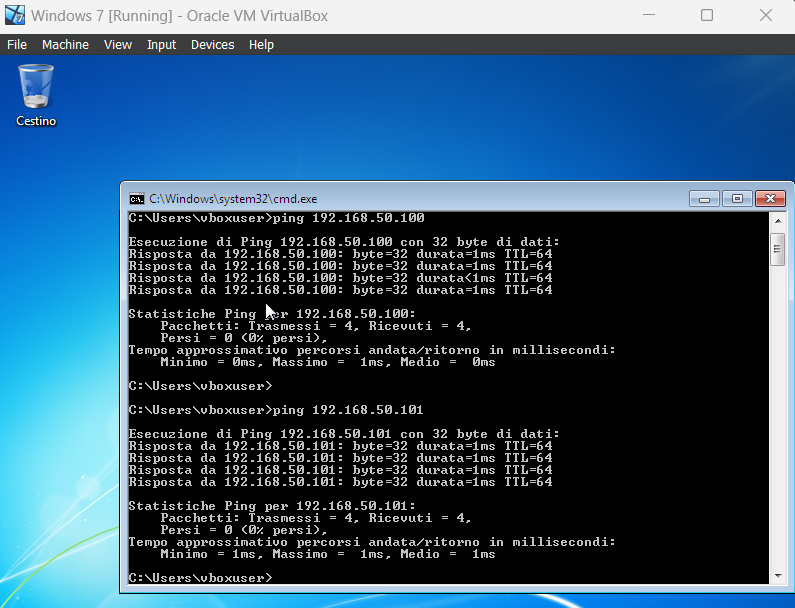 Windows 7 [Running] - Oracle VM VirtualBox
File Machine View Input Devices Help
Cestino
C:\Windows\system32\cmd.exe
C:\Users\vboxuser>ping 192.168.50.100
Esecuzione di Ping 192.168.50.100 con 32 byte di dati:
Risposta da 192.168.50.100: byte=32 durata=1ms TTL=64
Risposta da 192.168.50.100: byte=32 durata=1ms TTL=64
Risposta da 192.168.50.100: byte=32 durata<1ms TTL=64
Risposta da 192.168.50.100: byte=32 durata=1ms TTL=64
Statistiche Ping per 192.168.50.100:
Pacchetti: Trasmessi = 4, Ricevuti = 4,
Persi = 0 (0% persi),
Tempo approssimativo percorsi andata/ritorno in millisecondi:
Minimo = 0ms, Massimo =  1ms, Medio =  0ms
C:\Users\vboxuser>
C:\Users\vboxuser>ping 192.168.50.101
Esecuzione di Ping 192.168.50.101 con 32 byte di dati:
Risposta da 192.168.50.101: byte=32 durata=1ms TTL=64
Risposta da 192.168.50.101: byte=32 durata=1ms TTL=64
Risposta da 192.168.50.101: byte=32 durata=1ms TTL=64
Risposta da 192.168.50.101: byte=32 durata=1ms TTL=64
Statistiche Ping per 192.168.50.101:
Pacchetti: Trasmessi = 4, Ricevuti = 4,
Persi = 0 (0% persi),
Tempo approssimativo percorsi andata/ritorno in millisecondi:
Minimo = 1ms, Massimo =  1ms, Medio =  1ms
C:\Users\vboxuser>